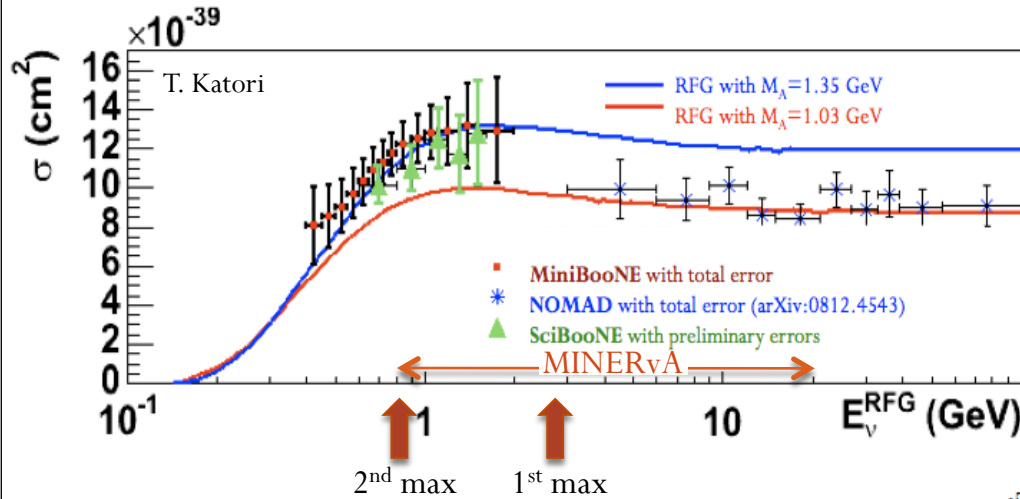 ×10⁻³⁹
σ (cm²)
16
14
12
10
8
6
4
2
0
T. Katori
RFG with M_A=1.35 GeV
RFG with M_A=1.03 GeV
MiniBooNE with total error
NOMAD with total error (arXiv:0812.4543)
SciBooNE with preliminary errors
MINERvA
10⁻¹ 1 10 E_ν^RFG (GeV)
2nd max 1st max